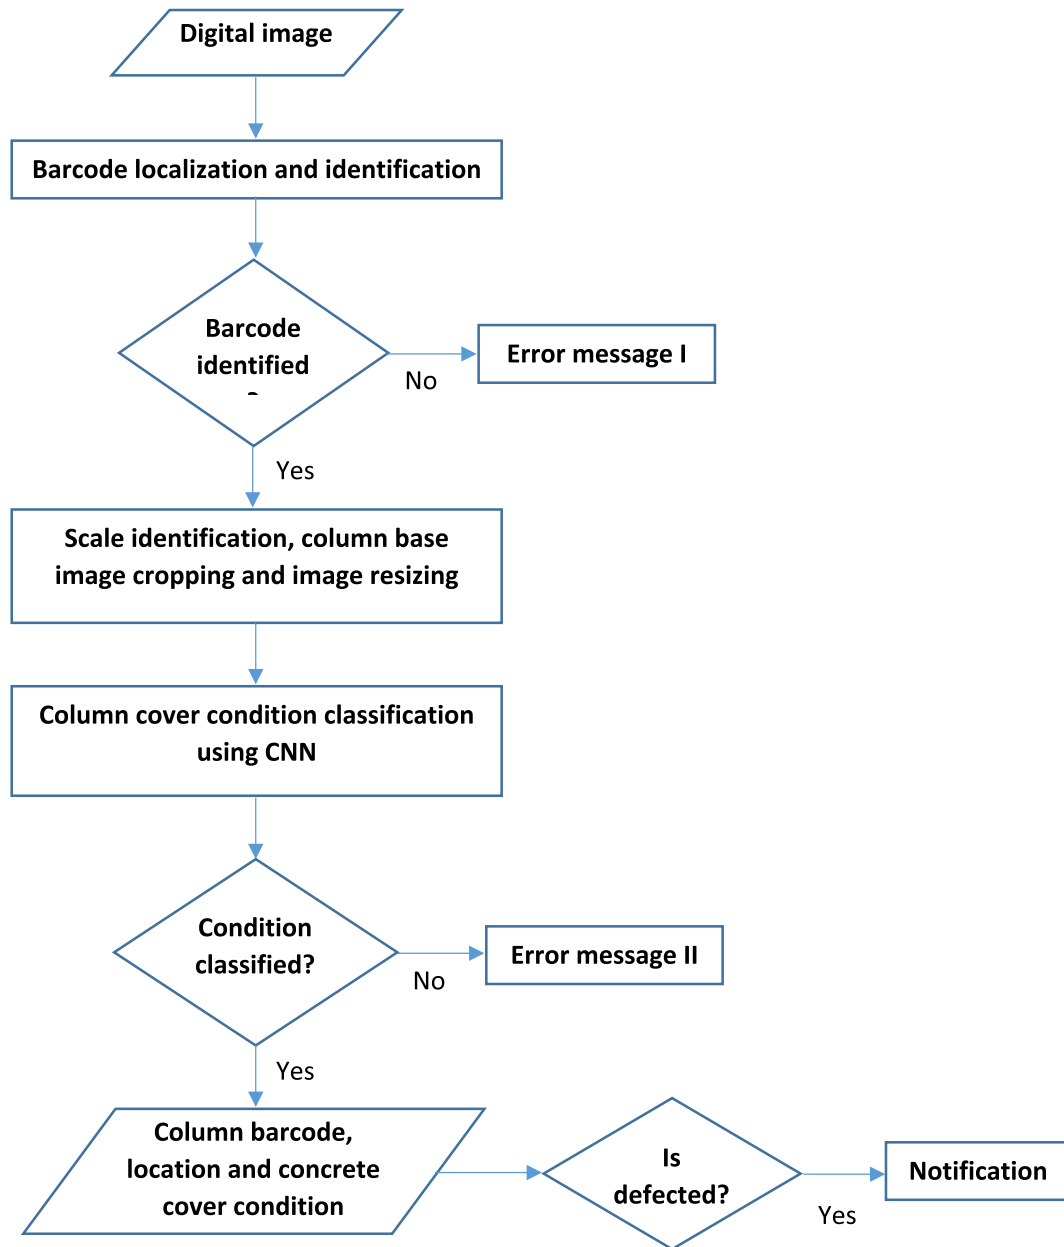 Digital image
Barcode localization and identification
Barcode
identified
?
Error message I
No
Yes
Scale identification, column base
image cropping and image resizing
Column cover condition classification
using CNN
Condition
classified?
Error message II
No
Yes
Column barcode,
location and concrete
cover condition
Is
defected?
Notification
Yes